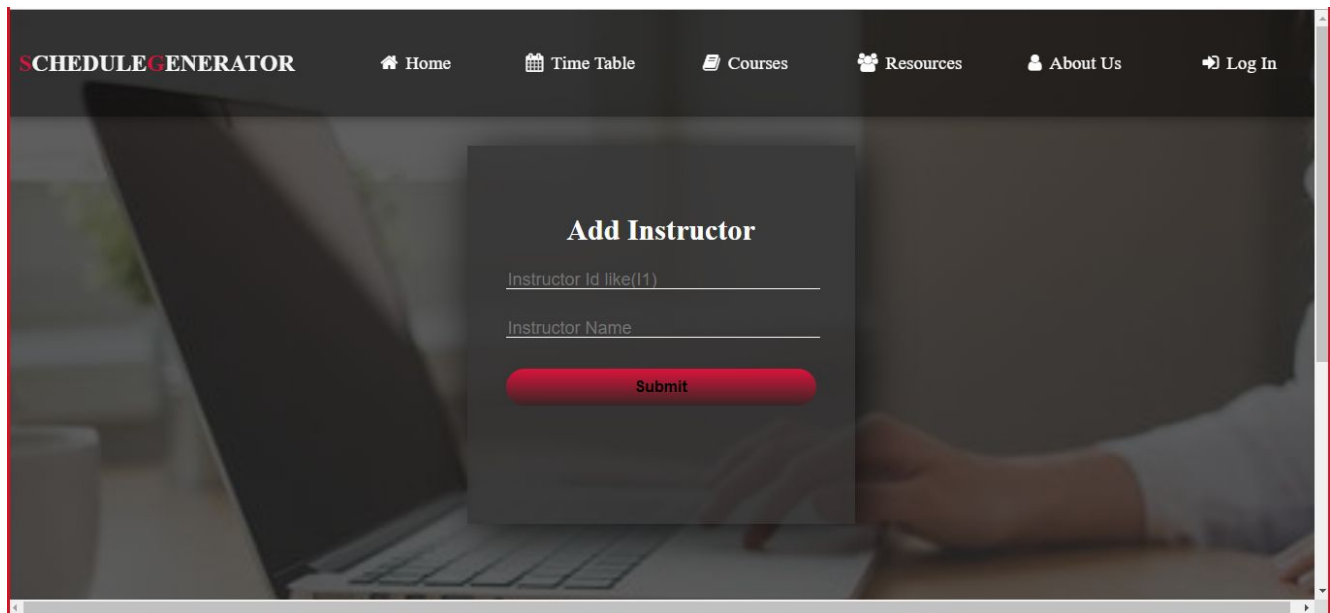 SCHEDULEGENERATOR Home Time Table Courses Resources About Us Log In
Add Instructor
Instructor Id like(I1)
Instructor Name
Submit